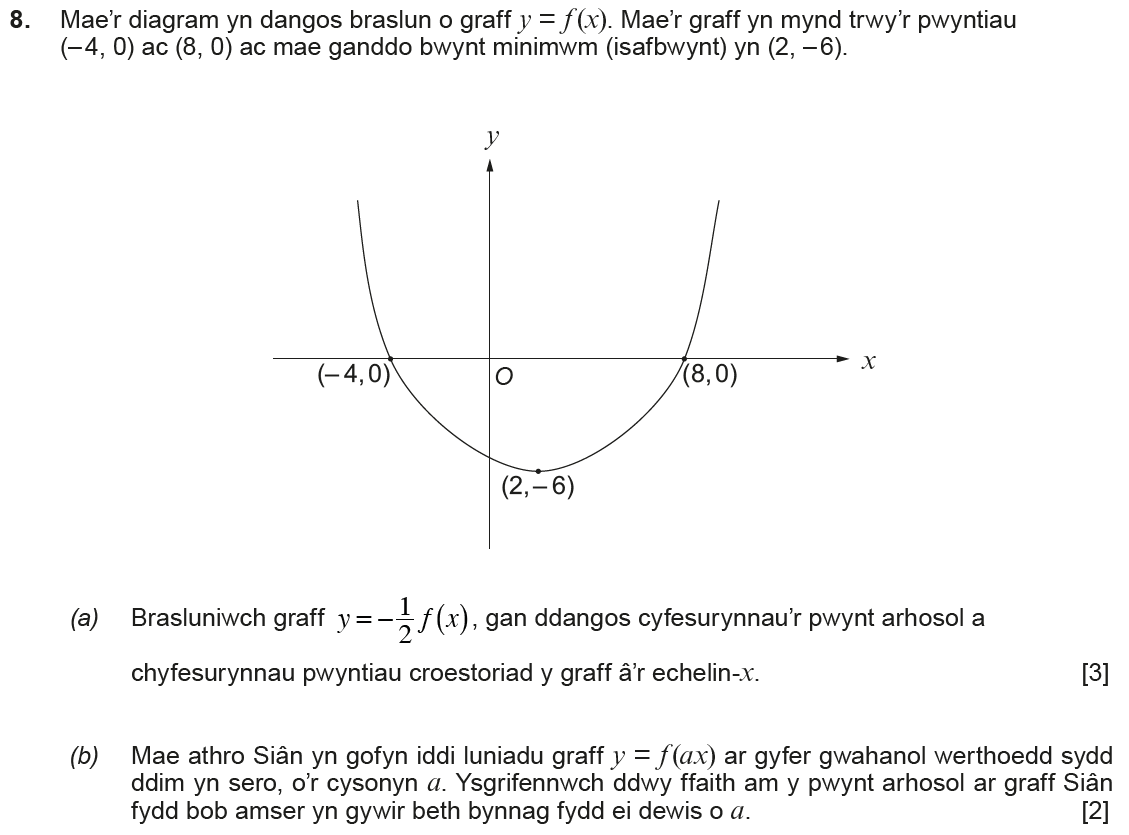 8. Mae'r diagram yn dangos braslun o graff y = f(x). Mae'r graff yn mynd trwy'r pwyntiau
(–4, 0) ac (8, 0) ac mae ganddo bwynt minimwm (isafbwynt) yn (2, –6).
y
x
(–4,0)
O
(8,0)
(2,–6)
(a) Brasluniwch graff y = –1/2 f(x), gan ddangos cyfesurynnau'r pwynt arhosol a
chyfesurynnau pwyntiau croestoriad y graff â'r echelin-x. [3]
(b) Mae athro Siân yn gofyn iddi luniadu graff y = f(ax) ar gyfer gwahanol werthoedd sydd
ddim yn sero, o'r cysonyn a. Ysgrifennwch ddwy ffaith am y pwynt arhosol ar graff Siân
fydd bob amser yn gywir beth bynnag fydd ei dewis o a. [2]